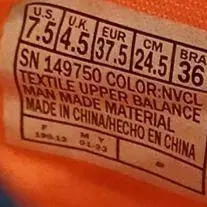 U.S. U.K. EUR CM BRA
7.5 4.5 37.5 24.5 36
SN 149750 COLOR:NVCL
TEXTILE UPPER BALANCE
MAN MADE MATERIAL
MADE IN CHINA/HECHO EN CHINA
F M Y